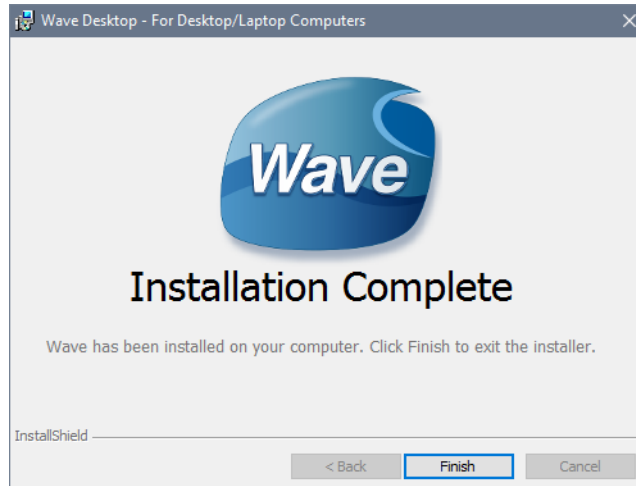 Wave Desktop - For Desktop/Laptop Computers
Wave
Installation Complete
Wave has been installed on your computer. Click Finish to exit the installer.
InstallShield
< Back Finish Cancel